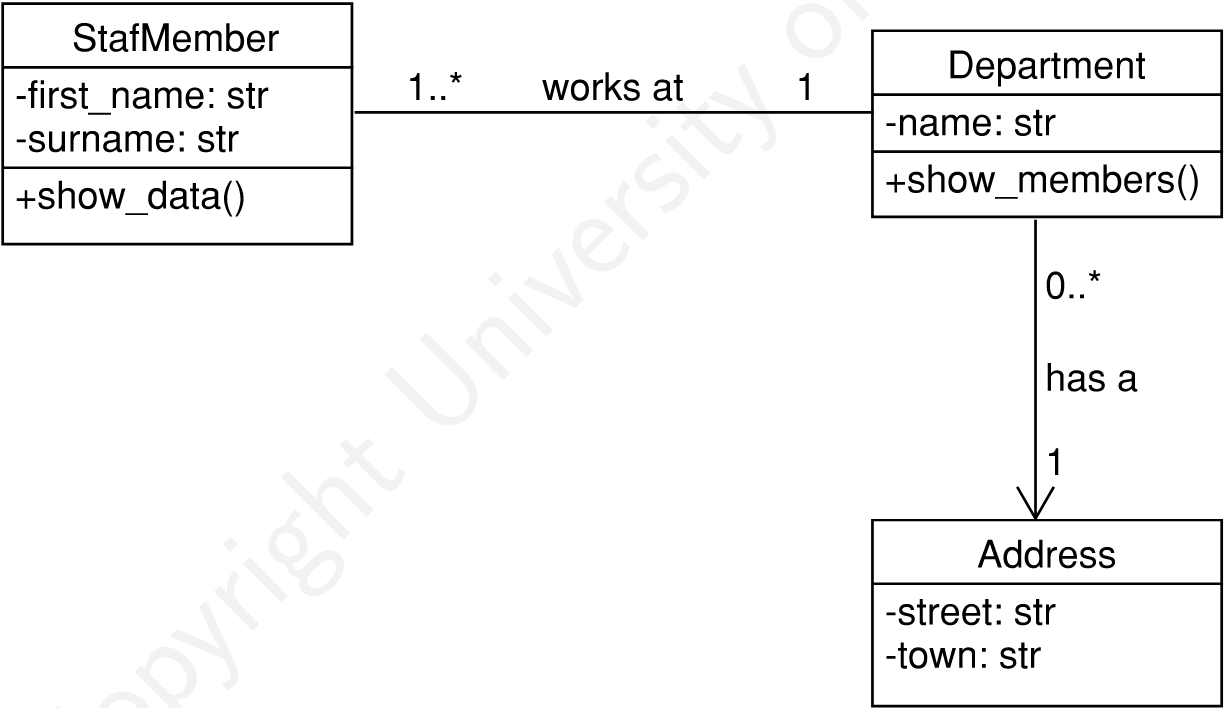 StafMember
-first_name: str
-surname: str
+show_data()
1..* works at 1
Department
-name: str
+show_members()
0..*
has a
1
Address
-street: str
-town: str
opyright University o